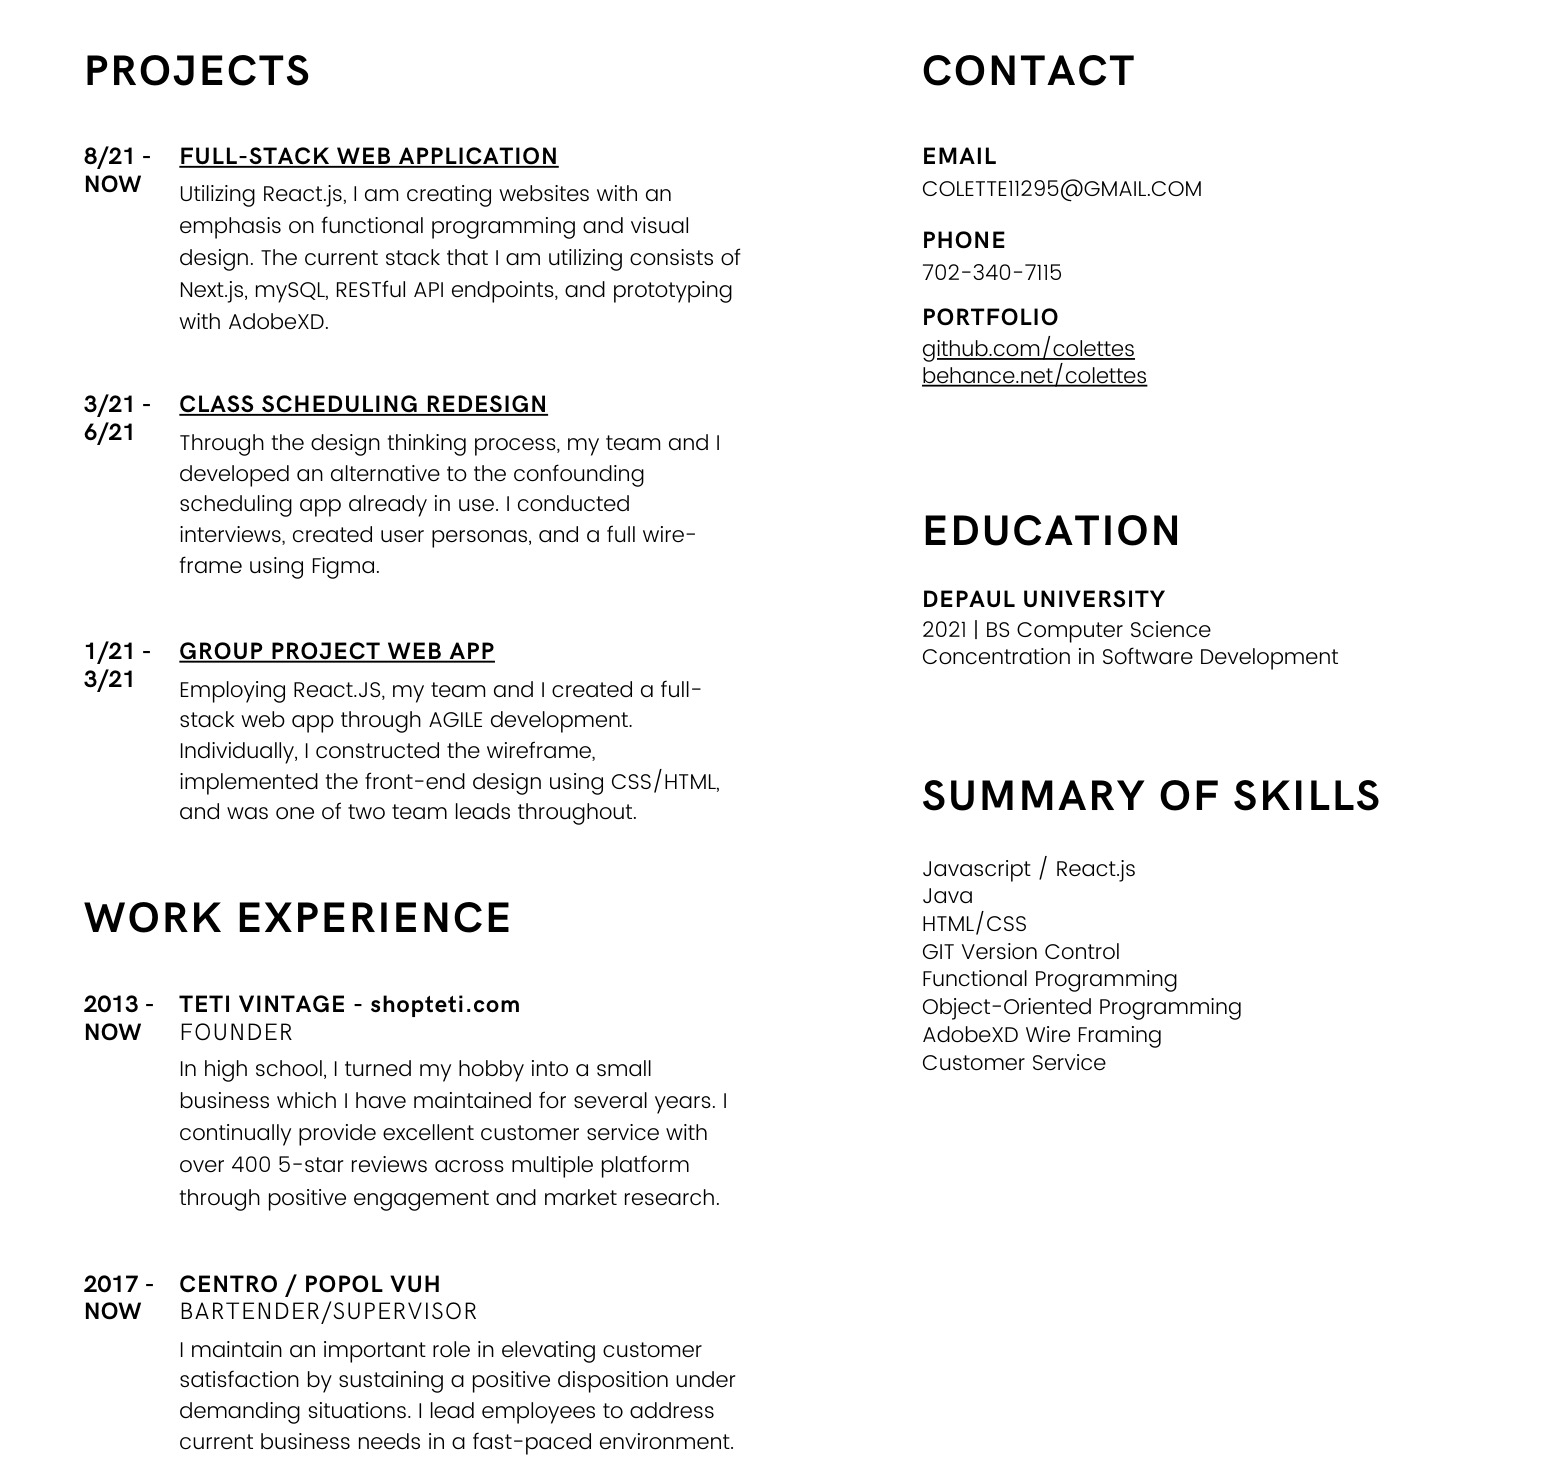 PROJECTS
8/21 -
NOW
FULL-STACK WEB APPLICATION
Utilizing React.js, I am creating websites with an
emphasis on functional programming and visual
design. The current stack that I am utilizing consists of
Next.js, mySQL, RESTful API endpoints, and prototyping
with AdobeXD.
3/21 -
6/21
CLASS SCHEDULING REDESIGN
Through the design thinking process, my team and I
developed an alternative to the confounding
scheduling app already in use. I conducted
interviews, created user personas, and a full wire-
frame using Figma.
1/21 -
3/21
GROUP PROJECT WEB APP
Employing React.JS, my team and I created a full-
stack web app through AGILE development.
Individually, I constructed the wireframe,
implemented the front-end design using CSS/HTML,
and was one of two team leads throughout.
WORK EXPERIENCE
2013 -
NOW
TETI VINTAGE - shopteti.com
FOUNDER
In high school, I turned my hobby into a small
business which I have maintained for several years. I
continually provide excellent customer service with
over 400 5-star reviews across multiple platform
through positive engagement and market research.
2017 -
NOW
CENTRO / POPOL VUH
BARTENDER/SUPERVISOR
I maintain an important role in elevating customer
satisfaction by sustaining a positive disposition under
demanding situations. I lead employees to address
current business needs in a fast-paced environment.
CONTACT
EMAIL
COLETTE11295@GMAIL.COM
PHONE
702-340-7115
PORTFOLIO
github.com/colettes
behance.net/colettes
EDUCATION
DEPAUL UNIVERSITY
2021 | BS Computer Science
Concentration in Software Development
SUMMARY OF SKILLS
Javascript / React.js
Java
HTML/CSS
GIT Version Control
Functional Programming
Object-Oriented Programming
AdobeXD Wire Framing
Customer Service